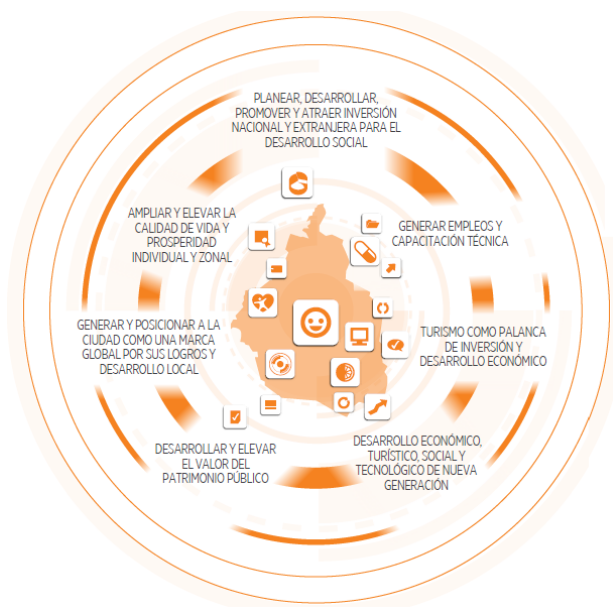 PLANEAR, DESARROLLAR,
PROMOVER Y ATRAER INVERSIÓN
NACIONAL Y EXTRANJERA PARA EL
DESARROLLO SOCIAL
AMPLIAR Y ELEVAR LA
CALIDAD DE VIDA Y
PROSPERIDAD
INDIVIDUAL Y ZONAL
GENERAR EMPLEOS Y
CAPACITACIÓN TÉCNICA
GENERAR Y POSICIONAR A LA
CIUDAD COMO UNA MARCA
GLOBAL POR SUS LOGROS Y
DESARROLLO LOCAL
TURISMO COMO PALANCA
DE INVERSIÓN Y
DESARROLLO ECONÓMICO
DESARROLLAR Y ELEVAR
EL VALOR DEL
PATRIMONIO PÚBLICO
DESARROLLO ECONÓMICO,
TURÍSTICO, SOCIAL Y
TECNOLÓGICO DE NUEVA
GENERACIÓN